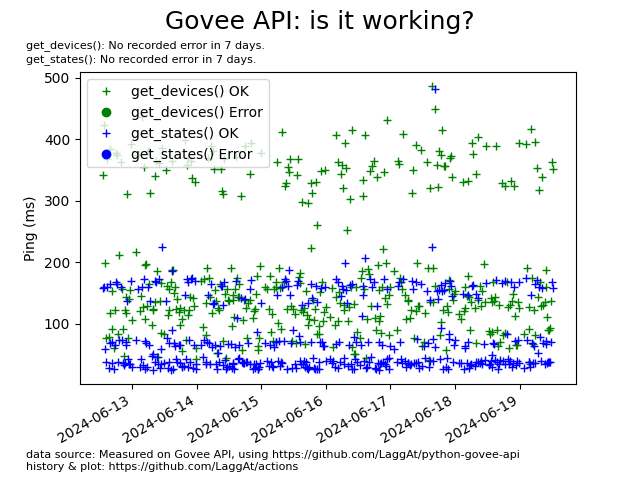 Govee API: is it working?
get_devices(): No recorded error in 7 days.
get_states(): No recorded error in 7 days.
500
400
300
200
100
Ping (ms)
get_devices() OK
get_devices() Error
get_states() OK
get_states() Error
2024-06-13
2024-06-14
2024-06-15
2024-06-16
2024-06-17
2024-06-18
2024-06-19
data source: Measured on Govee API, using https://github.com/LaggAt/python-govee-api
history & plot: https://github.com/LaggAt/actions